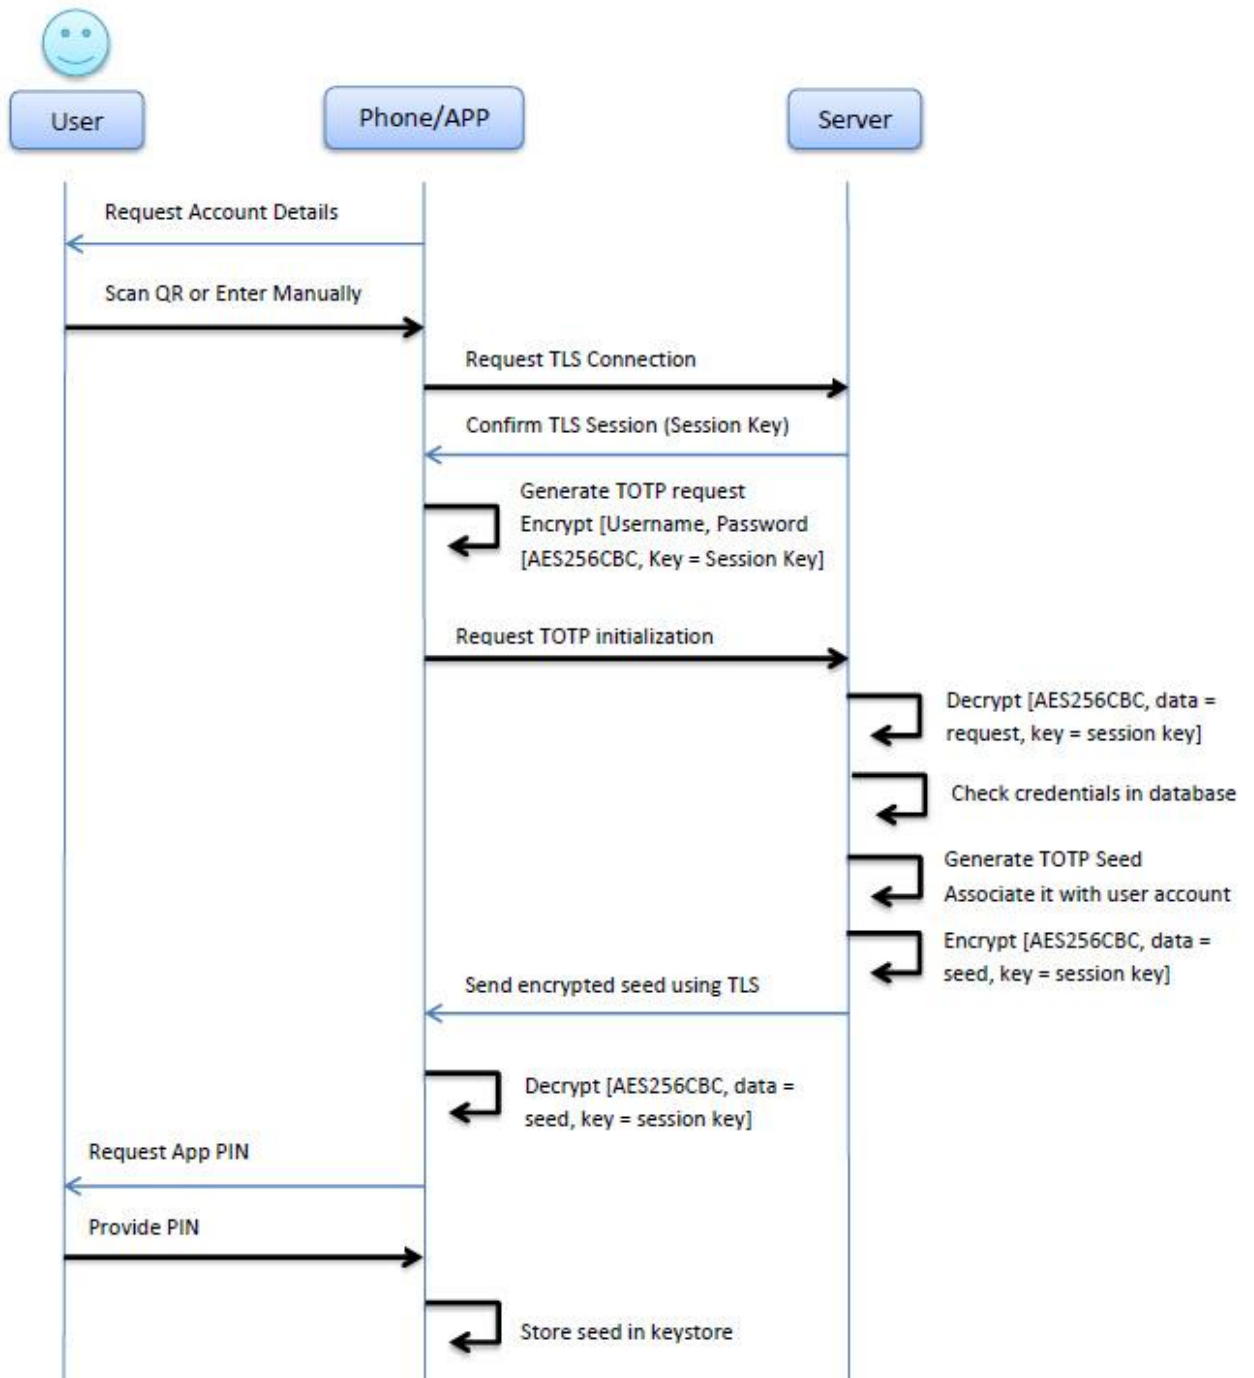 User
Phone/APP
Server
Request Account Details
Scan QR or Enter Manually
Request TLS Connection
Confirm TLS Session (Session Key)
Generate TOTP request
Encrypt [Username, Password
[AES256CBC, Key = Session Key]
Request TOTP initialization
Decrypt [AES256CBC, data =
request, key = session key]
Check credentials in database
Generate TOTP Seed
Associate it with user account
Encrypt [AES256CBC, data =
seed, key = session key]
Send encrypted seed using TLS
Decrypt [AES256CBC, data =
seed, key = session key]
Request App PIN
Provide PIN
Store seed in keystore